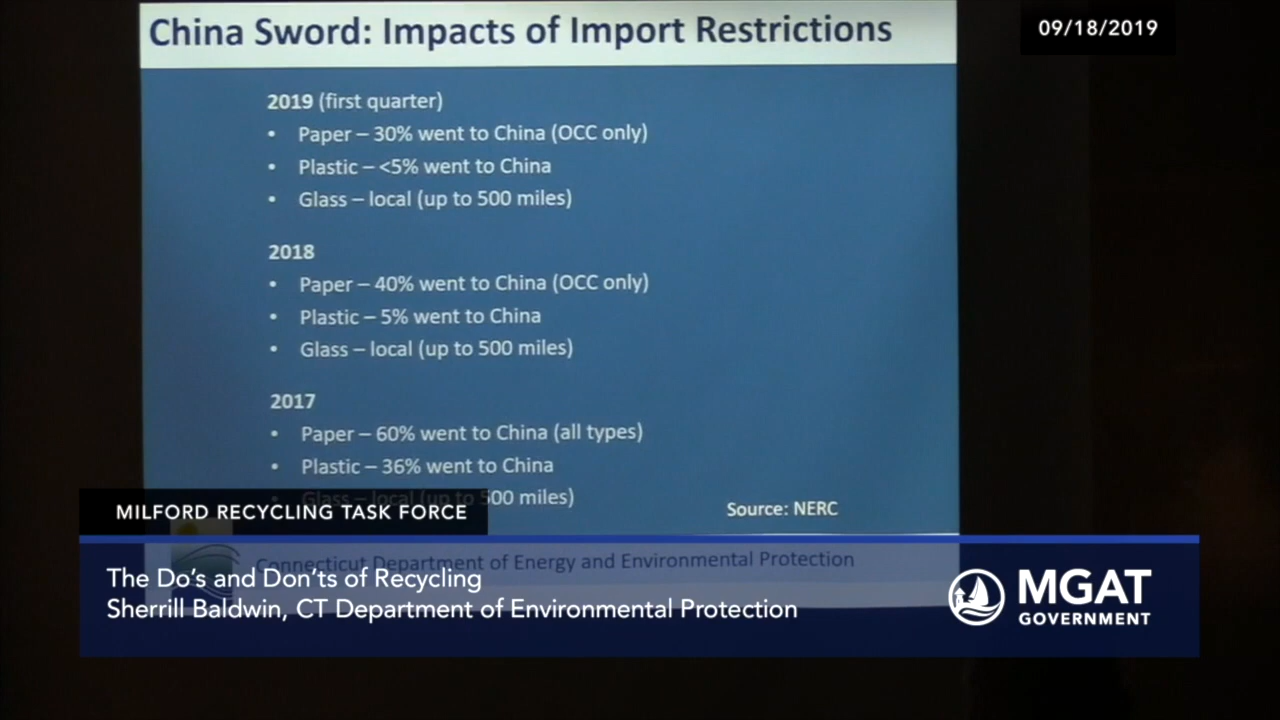 China Sword: Impacts of Import Restrictions
09/18/2019
2019 (first quarter)
• Paper – 30% went to China (OCC only)
• Plastic – <5% went to China
• Glass – local (up to 500 miles)
2018
• Paper – 40% went to China (OCC only)
• Plastic – 5% went to China
• Glass – local (up to 500 miles)
2017
• Paper – 60% went to China (all types)
• Plastic – 36% went to China
• Glass – local (up to 500 miles)
Source: NERC
MILFORD RECYCLING TASK FORCE
Connecticut Department of Energy and Environmental Protection
The Do's and Don'ts of Recycling
Sherrill Baldwin, CT Department of Environmental Protection
MGAT
GOVERNMENT